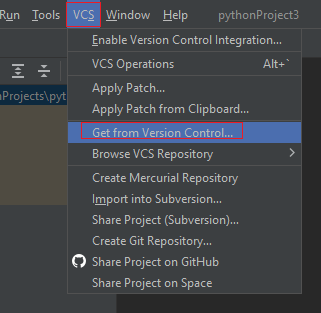 Run Tools VCS Window Help pythonProject3
Enable Version Control Integration...
VCS Operations Alt+`
nProjects\pyt
Apply Patch...
Apply Patch from Clipboard...
Get from Version Control...
Browse VCS Repository
Create Mercurial Repository
Import into Subversion...
Share Project (Subversion)...
Create Git Repository...
Share Project on GitHub
Share Project on Space